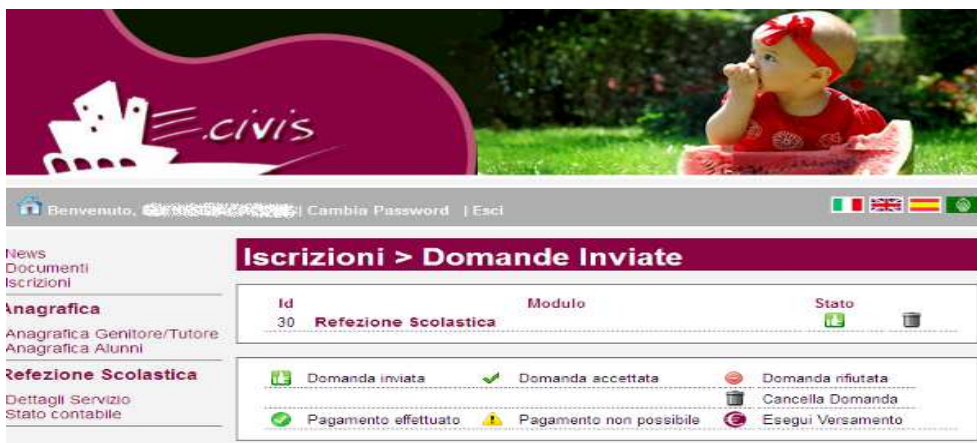 E.civis
Benvenuto, | Cambia Password | Esci
News
Documenti
Iscrizioni
Anagrafica
Anagrafica Genitore/Tutore
Anagrafica Alunni
Refezione Scolastica
Dettagli Servizio
Stato contabile
Iscrizioni > Domande Inviate
Id Modulo Stato
30 Refezione Scolastica
Domanda inviata Domanda accettata Domanda rifiutata
Cancella Domanda
Pagamento effettuato Pagamento non possibile Esegui Versamento